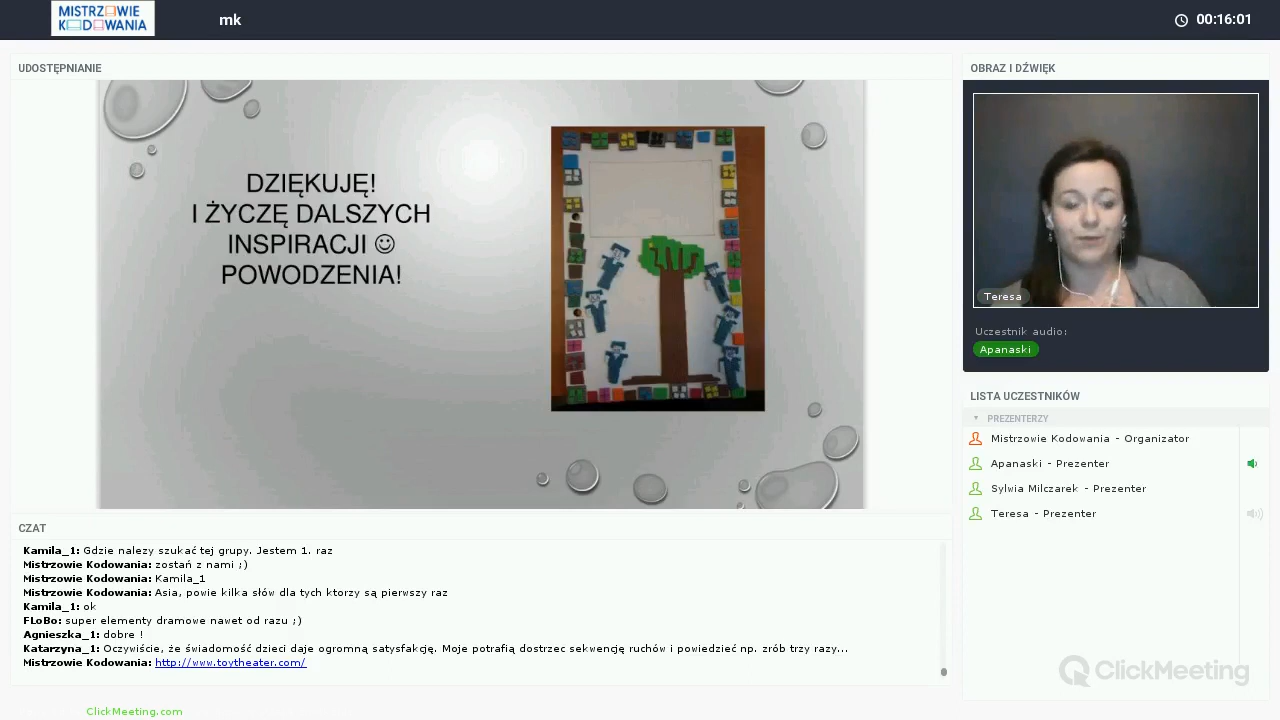 MISTRZOWIE
KODOWANIA
mk
00:16:01
UDOSTĘPNIANIE
DZIĘKUJĘ!
I ŻYCZĘ DALSZYCH
INSPIRACJI ☺
POWODZENIA!
OBRAZ I DŹWIĘK
Teresa
Uczestnik audio:
Apanaski
LISTA UCZESTNIKÓW
PREZENTERZY
Mistrzowie Kodowania - Organizator
Apanaski - Prezenter
Sylwia Milczarek - Prezenter
Teresa - Prezenter
CZAT
Kamila_1: Gdzie nalezy szukać tej grupy. Jestem 1. raz
Mistrzowie Kodowania: zostań z nami ;)
Mistrzowie Kodowania: Kamila_1
Mistrzowie Kodowania: Asia, powie kilka słów dla tych ktorzy są pierwszy raz
Kamila_1: ok
FLoBo: super elementy dramowe nawet od razu ;)
Agnieszka_1: dobre !
Katarzyna_1: Oczywiście, że świadomość dzieci daje ogromną satysfakcję. Moje potrafią dostrzec sekwencję ruchów i powiedzieć np. zrób trzy razy...
Mistrzowie Kodowania: http://www.toytheater.com/
ClickMeeting
ClickMeeting.com